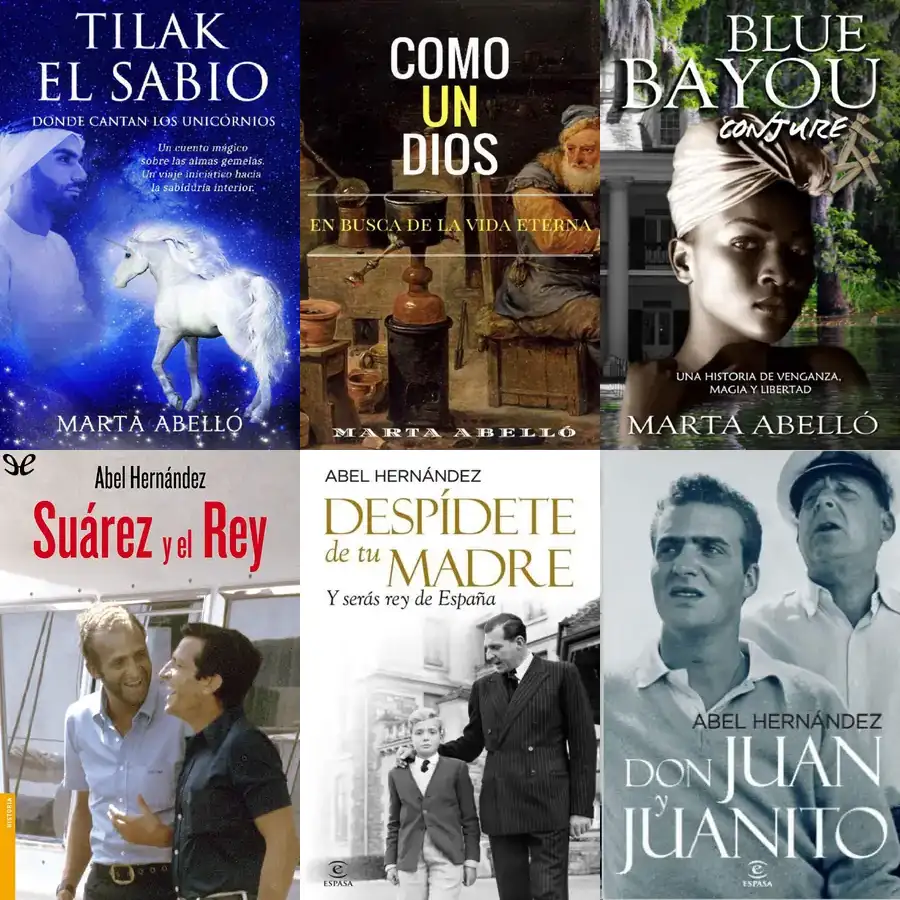 TILAK
EL SABIO
DONDE CANTAN LOS UNICORNIOS
Un cuento mágico
sobre las almas gemelas.
Un viaje iniciático hacia
la sabiduría interior.
MARTA ABELLÓ
COMO
UN
DIOS
EN BUSCA DE LA VIDA ETERNA
MARTA ABELLÓ
BLUE
BAYOU
CONJURE
UNA HISTORIA DE VENGANZA,
MAGIA Y LIBERTAD
MARTA ABELLÓ
Abel Hernández
Suárez y el Rey
HISTORIA
ABEL HERNÁNDEZ
DESPÍDETE
de tu MADRE
Y serás rey de España
e
ESPASA
ABEL HERNÁNDEZ
DON JUAN
y
JUANITO
e
ESPASA